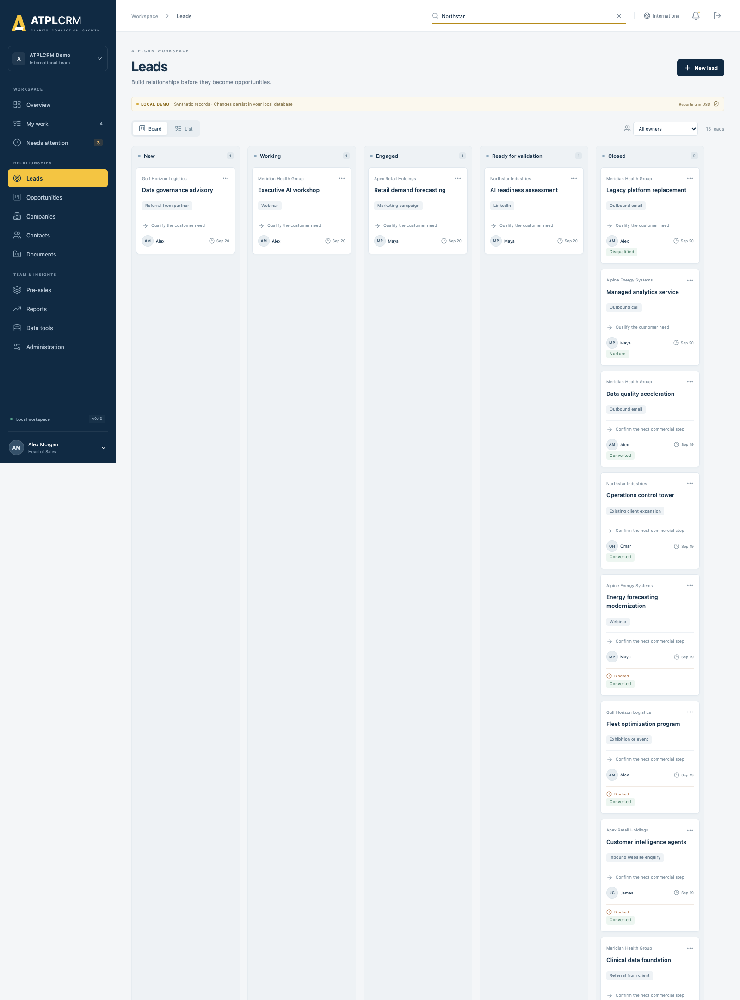 ATPLCRM
CLARITY. CONNECTION. GROWTH.
A
ATPLCRM Demo
International team
WORKSPACE
Overview
My work 4
Needs attention 3
RELATIONSHIPS
Leads
Opportunities
Companies
Contacts
Documents
TEAM & INSIGHTS
Pre-sales
Reports
Data tools
Administration
Local workspace v0.16
AM
Alex Morgan
Head of Sales
Workspace Leads
Northstar
International
ATPLCRM WORKSPACE
Leads
Build relationships before they become opportunities.
New lead
LOCAL DEMO Synthetic records · Changes persist in your local database
Reporting in USD
Board List
All owners 13 leads
New 1
Gulf Horizon Logistics
Data governance advisory
Referral from partner
Qualify the customer need
AM Alex Sep 20
Working 1
Meridian Health Group
Executive AI workshop
Webinar
Qualify the customer need
AM Alex Sep 20
Engaged 1
Apex Retail Holdings
Retail demand forecasting
Marketing campaign
Qualify the customer need
MP Maya Sep 20
Ready for validation 1
Northstar Industries
AI readiness assessment
LinkedIn
Qualify the customer need
MP Maya Sep 20
Closed 9
Meridian Health Group
Legacy platform replacement
Outbound email
Qualify the customer need
AM Alex Sep 20
Disqualified
Alpine Energy Systems
Managed analytics service
Outbound call
Qualify the customer need
MP Maya Sep 20
Nurture
Meridian Health Group
Data quality acceleration
Outbound email
Confirm the next commercial step
AM Alex Sep 19
Converted
Northstar Industries
Operations control tower
Existing client expansion
Confirm the next commercial step
OH Omar Sep 19
Converted
Alpine Energy Systems
Energy forecasting
modernization
Webinar
Confirm the next commercial step
MP Maya Sep 19
Blocked
Converted
Gulf Horizon Logistics
Fleet optimization program
Exhibition or event
Confirm the next commercial step
AM Alex Sep 19
Blocked
Converted
Apex Retail Holdings
Customer intelligence agents
Inbound website enquiry
Confirm the next commercial step
JC James Sep 19
Blocked
Converted
Meridian Health Group
Clinical data foundation
Referral from client
Confirm the next commercial step